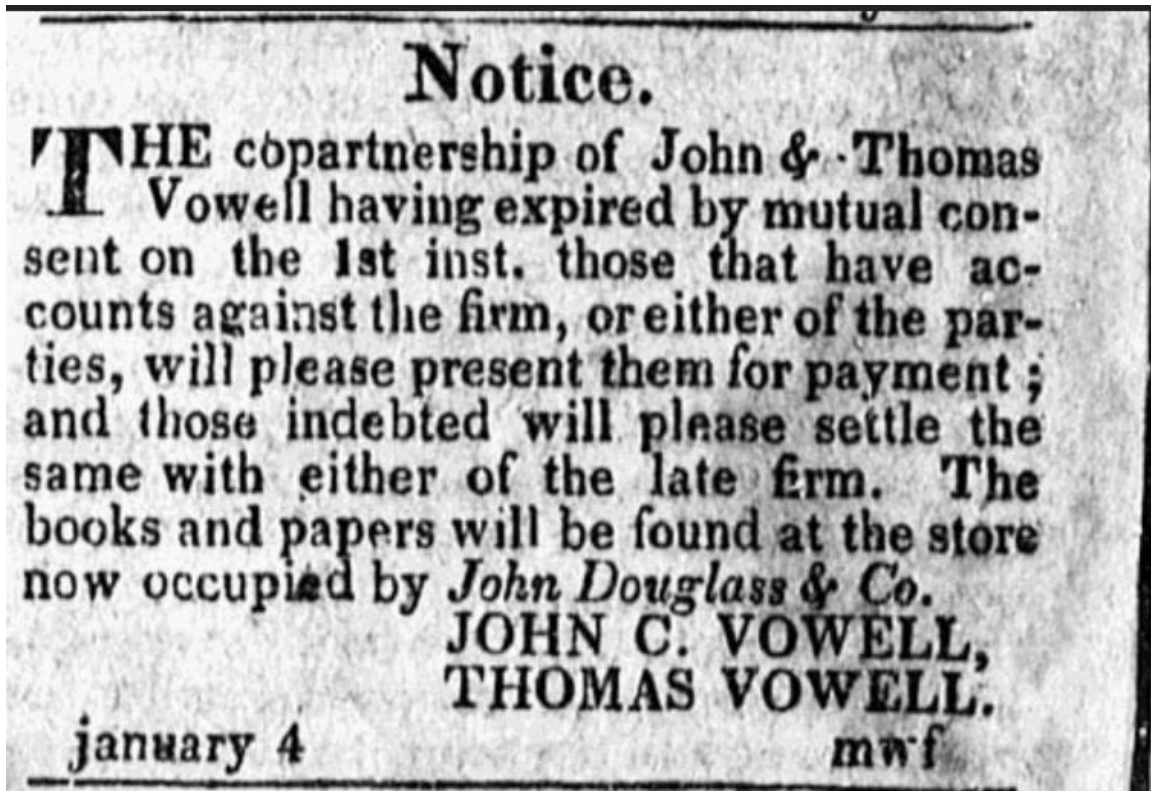 Notice.
THE copartnership of John & Thomas
Vowell having expired by mutual con-
sent on the 1st inst. those that have ac-
counts against the firm, or either of the par-
ties, will please present them for payment ;
and those indebted will please settle the
same with either of the late firm. The
books and papers will be found at the store
now occupied by John Douglass & Co.
JOHN C. VOWELL,
THOMAS VOWELL.
january 4 mwf